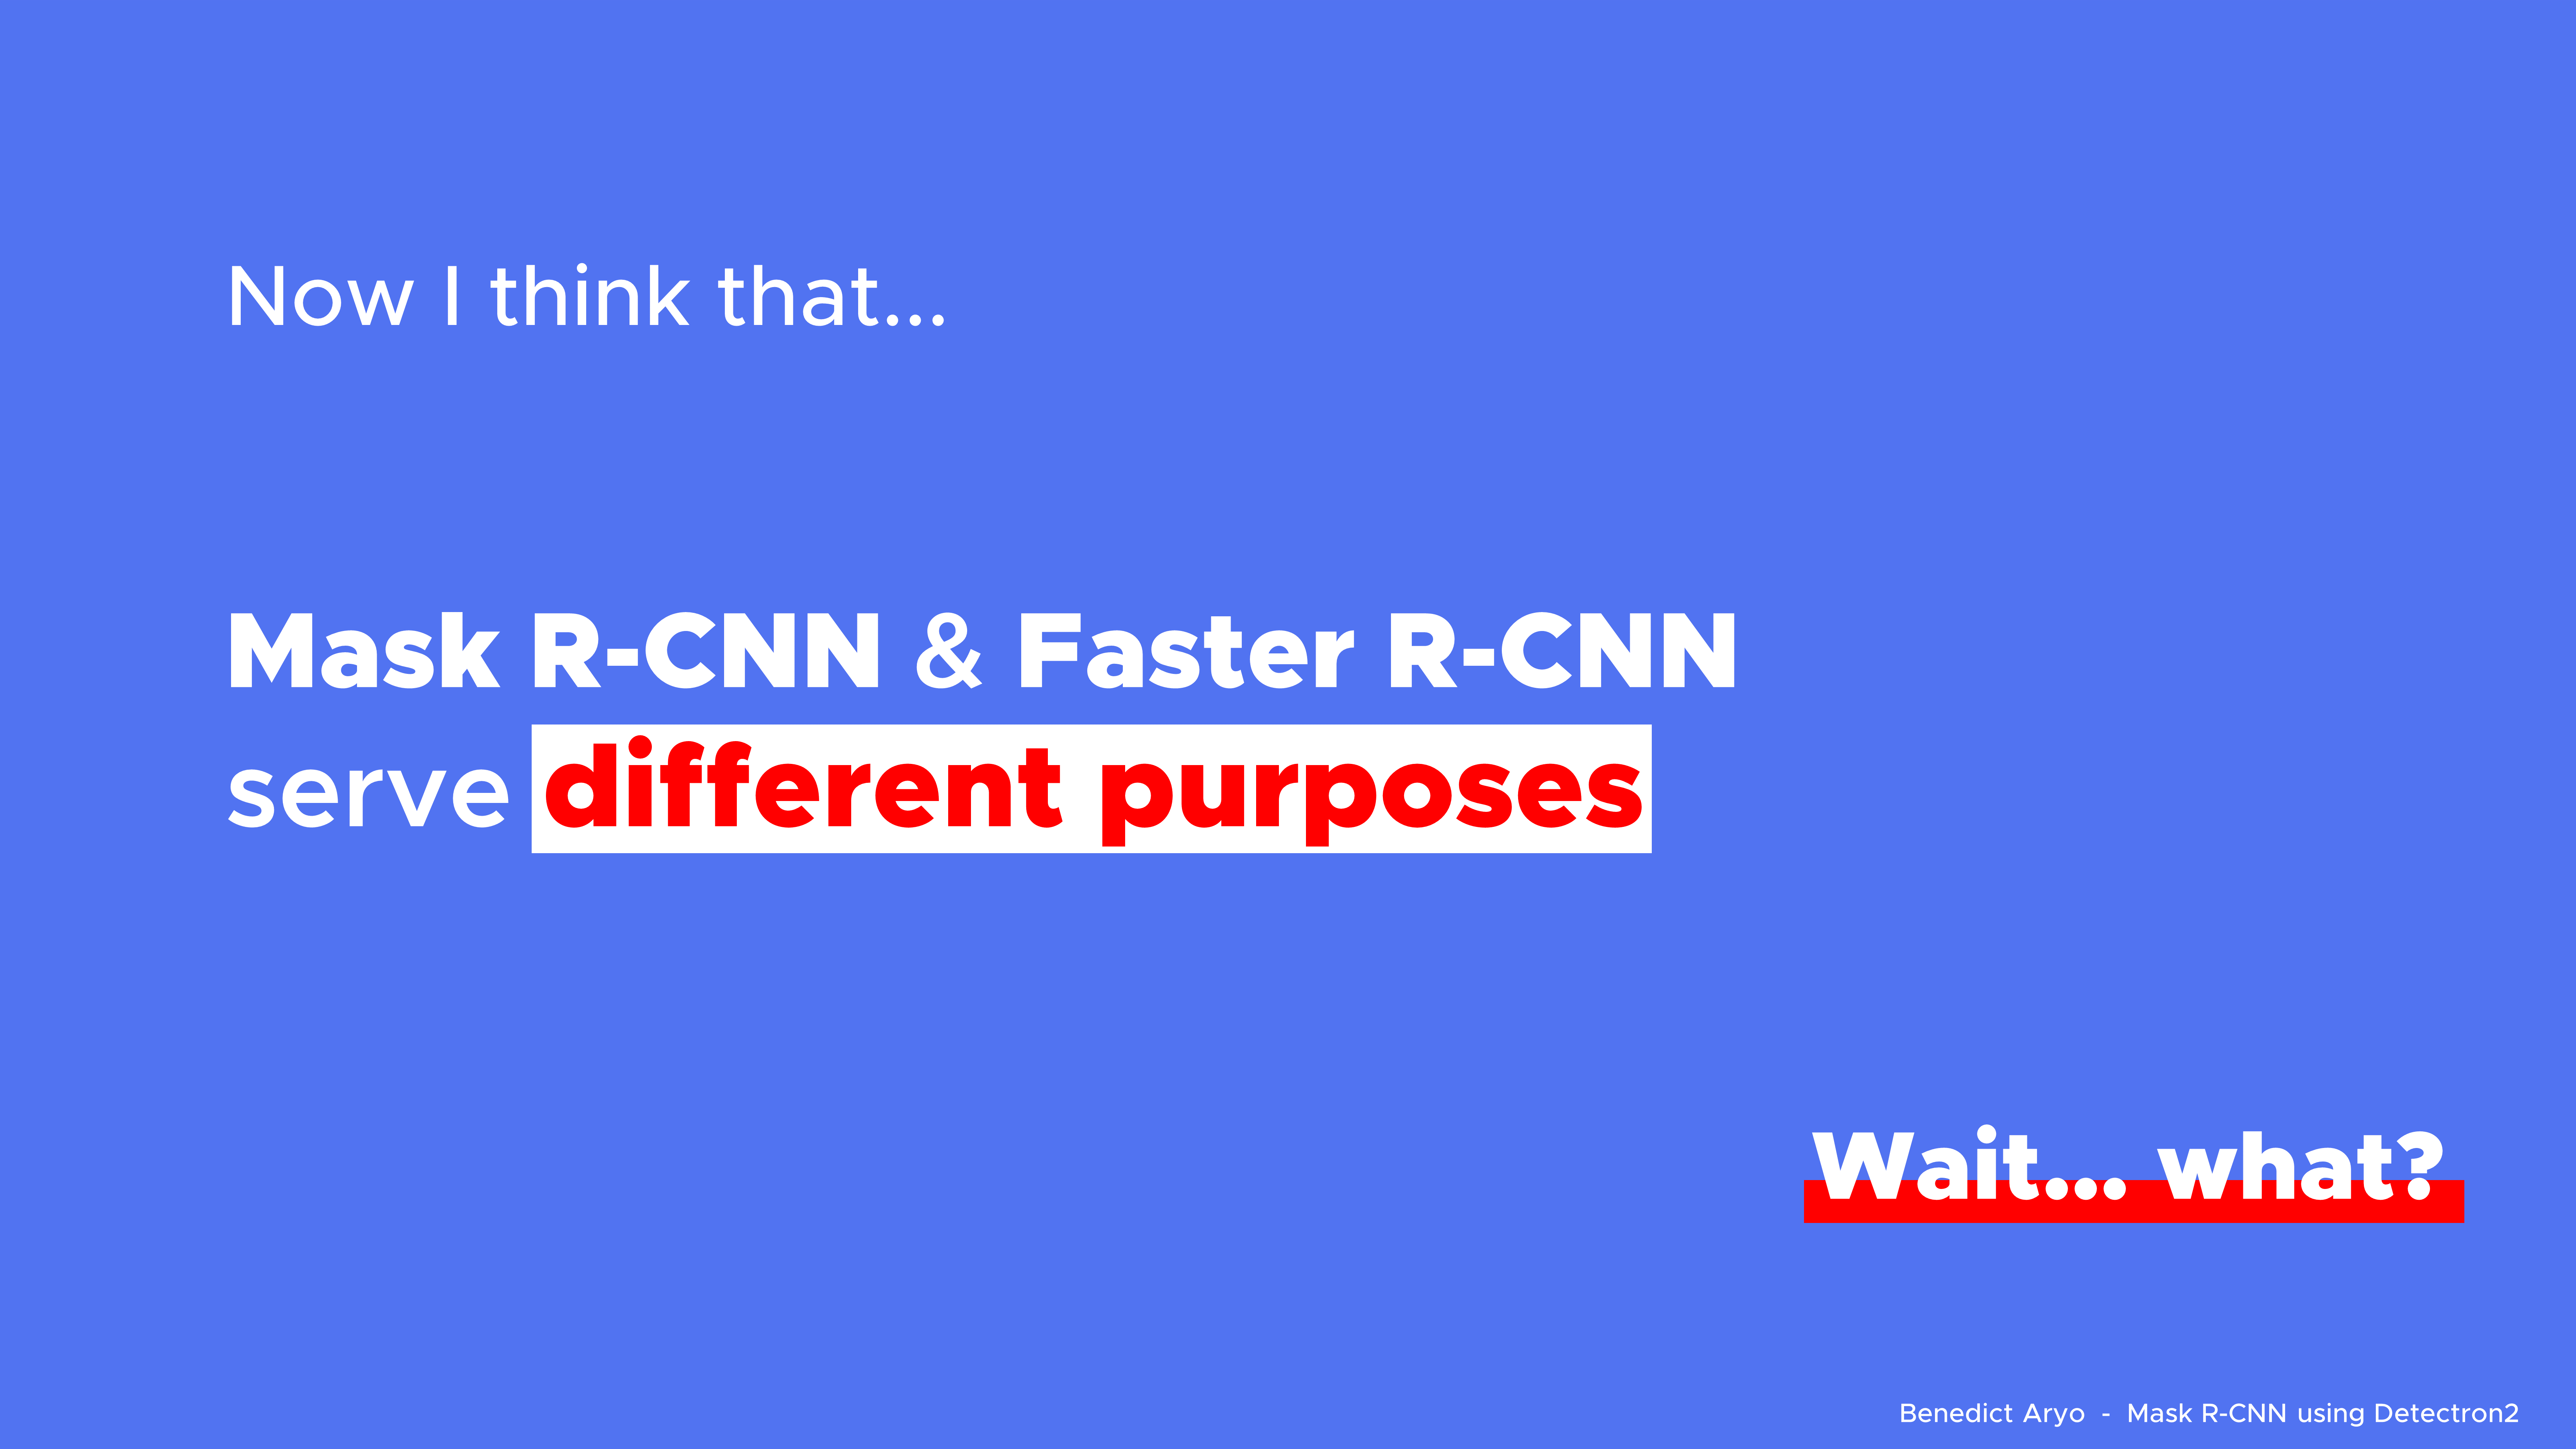 Now I think that...
Mask R-CNN & Faster R-CNN
serve different purposes
Wait... what?
Benedict Aryo - Mask R-CNN using Detectron2